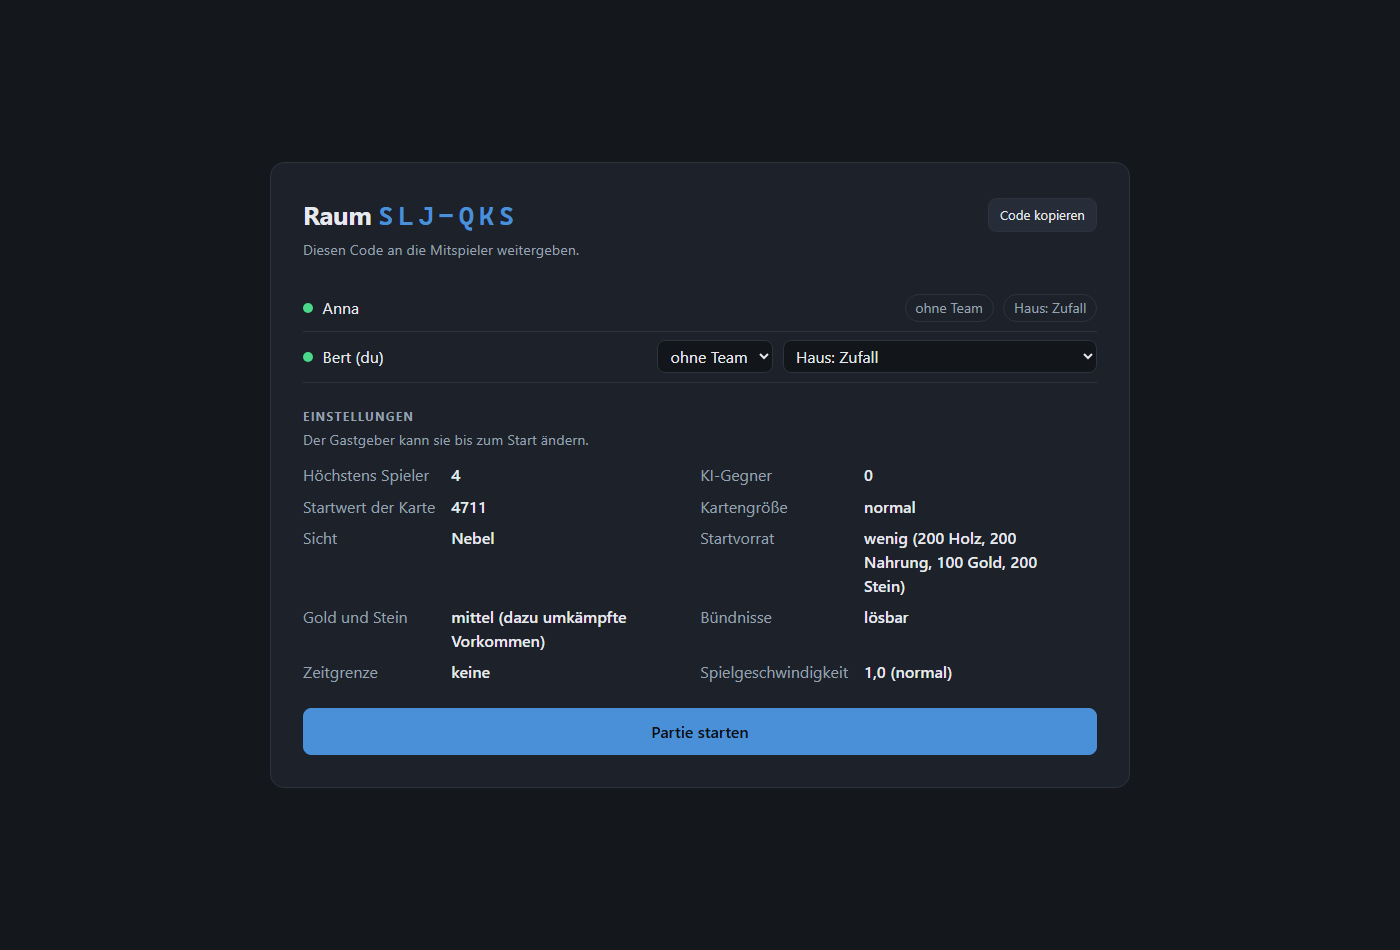 Raum SLJ-QKS
Code kopieren
Diesen Code an die Mitspieler weitergeben.
Anna
ohne Team
Haus: Zufall
Bert (du)
ohne Team
Haus: Zufall
EINSTELLUNGEN
Der Gastgeber kann sie bis zum Start ändern.
Höchstens Spieler 4
KI-Gegner 0
Startwert der Karte 4711
Kartengröße normal
Sicht Nebel
Startvorrat wenig (200 Holz, 200
Nahrung, 100 Gold, 200
Stein)
Gold und Stein mittel (dazu umkämpfte
Vorkommen)
Bündnisse lösbar
Zeitgrenze keine
Spielgeschwindigkeit 1,0 (normal)
Partie starten